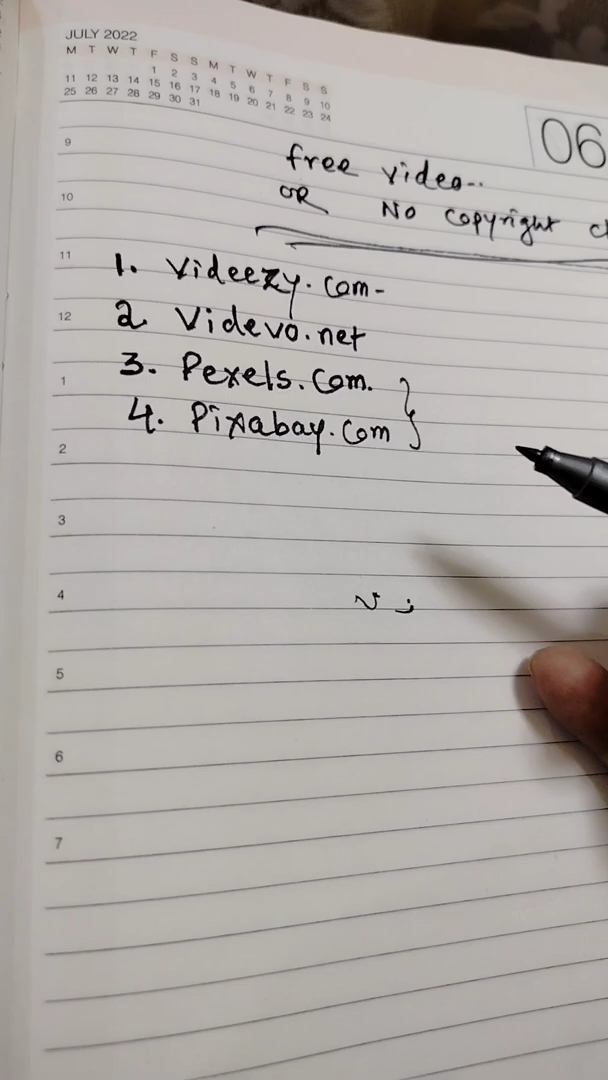 JULY 2022
M T W T F S S M T W T F S S
1 2 3 4 5 6 7 8 9 10
11 12 13 14 15 16 17 18 19 20 21 22 23 24
25 26 27 28 29 30 31
06
9
free video..
OR No copyright
10
11
1. Videezy.com-
12
2 Videvo.net
3. Pexels.com.
1
4. Pixabay.com
2
3
4
5
6
7